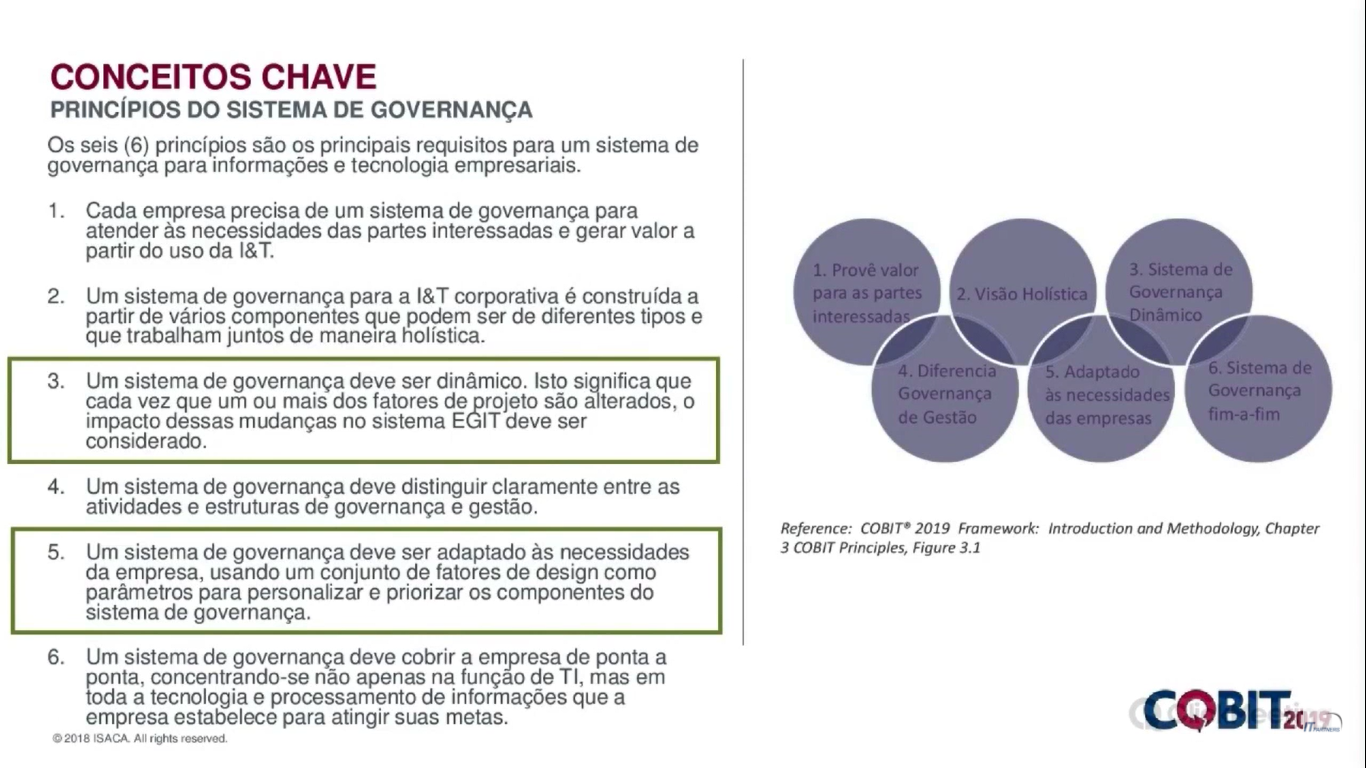 CONCEITOS CHAVE
PRINCÍPIOS DO SISTEMA DE GOVERNANÇA
Os seis (6) princípios são os principais requisitos para um sistema de
governança para informações e tecnologia empresariais.
1. Cada empresa precisa de um sistema de governança para
atender às necessidades das partes interessadas e gerar valor a
partir do uso da I&T.
2. Um sistema de governança para a I&T corporativa é construída a
partir de vários componentes que podem ser de diferentes tipos e
que trabalham juntos de maneira holística.
3. Um sistema de governança deve ser dinâmico. Isto significa que
cada vez que um ou mais dos fatores de projeto são alterados, o
impacto dessas mudanças no sistema EGIT deve ser
considerado.
4. Um sistema de governança deve distinguir claramente entre as
atividades e estruturas de governança e gestão.
5. Um sistema de governança deve ser adaptado às necessidades
da empresa, usando um conjunto de fatores de design como
parâmetros para personalizar e priorizar os componentes do
sistema de governança.
6. Um sistema de governança deve cobrir a empresa de ponta a
ponta, concentrando-se não apenas na função de TI, mas em
toda a tecnologia e processamento de informações que a
empresa estabelece para atingir suas metas.
© 2018 ISACA. All rights reserved.
1. Provê valor
para as partes
interessadas
2. Visão Holística
3. Sistema de
Governança
Dinâmico
4. Diferencia
Governança
de Gestão
5. Adaptado
às necessidades
das empresas
6. Sistema de
Governança
fim-a-fim
Reference: COBIT® 2019 Framework: Introduction and Methodology, Chapter
3 COBIT Principles, Figure 3.1
COBIT 2019